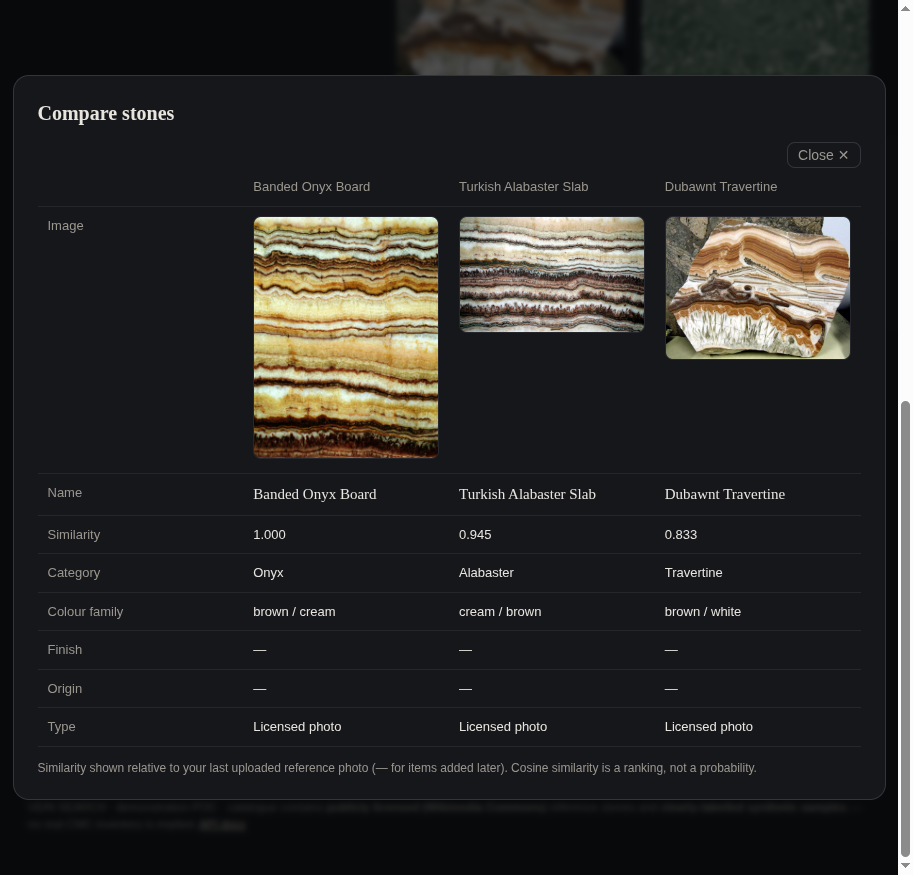 Compare stones
Close ✕
Banded Onyx Board Turkish Alabaster Slab Dubawnt Travertine
Image
Name Banded Onyx Board Turkish Alabaster Slab Dubawnt Travertine
Similarity 1.000 0.945 0.833
Category Onyx Alabaster Travertine
Colour family brown / cream cream / brown brown / white
Finish — — —
Origin — — —
Type Licensed photo Licensed photo Licensed photo
Similarity shown relative to your last uploaded reference photo (— for items added later). Cosine similarity is a ranking, not a probability.